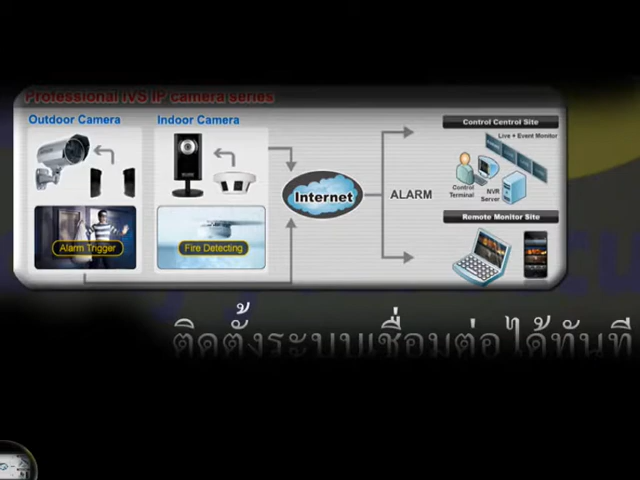 Professional IVS IP camera series
Outdoor Camera
Indoor Camera
Alarm Trigger
Fire Detecting
Internet
ALARM
Control Central Site
Live + Event Monitor
Control
Terminal
NVR
Server
Remote Monitor Site
ติดตั้งระบบเชื่อมต่อได้ทันที